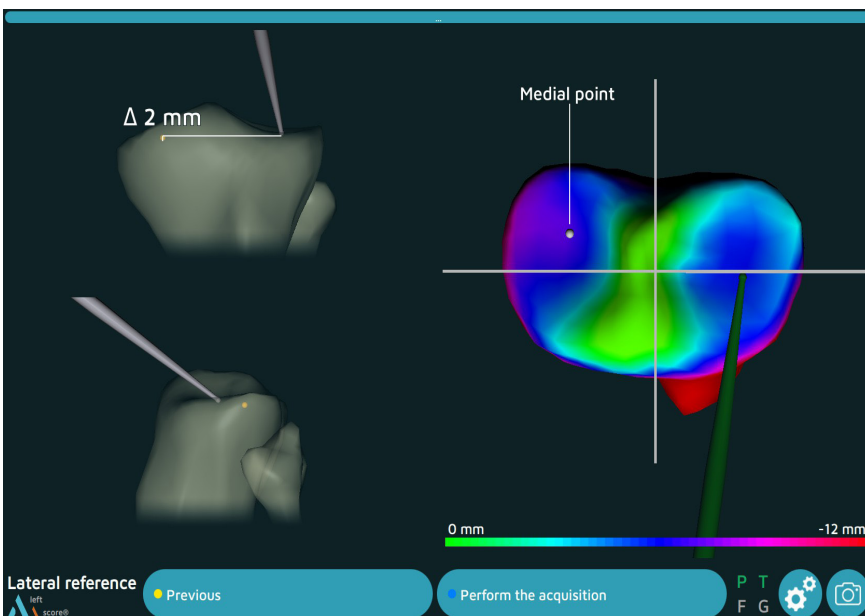 ...
Δ 2 mm
Medial point
0 mm
-12 mm
Lateral reference
left
score®
Previous
Perform the acquisition
P T
F G